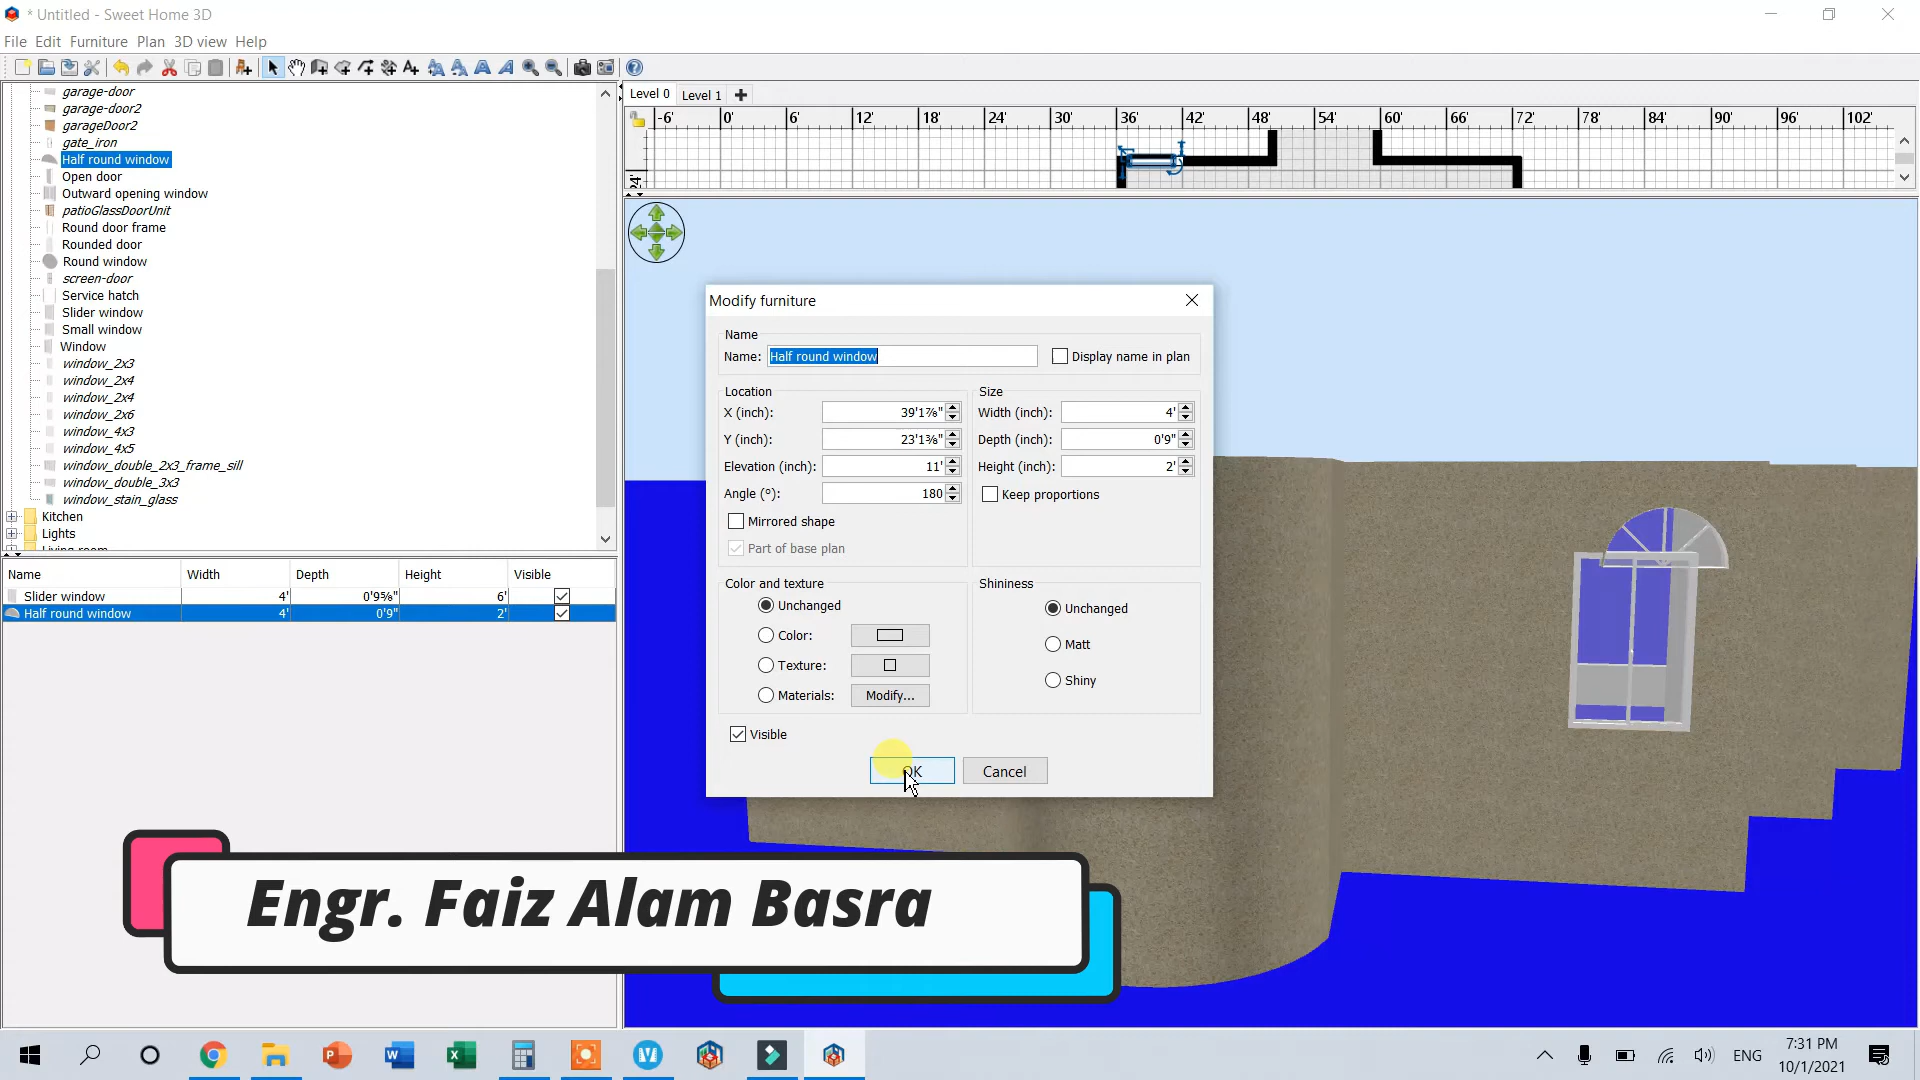 * Untitled - Sweet Home 3D
File Edit Furniture Plan 3D view Help
garage-door
garage-door2
garageDoor2
gate_iron
Half round window
Open door
Outward opening window
patioGlassDoorUnit
Round door frame
Rounded door
Round window
screen-door
Service hatch
Slider window
Small window
Window
window_2x3
window_2x4
window_2x4
window_2x6
window_4x3
window_4x5
window_double_2x3_frame_sill
window_double_3x3
window_stain_glass
Kitchen
Lights
Living room
Name Width Depth Height Visible
Slider window 4' 0'9⅝" 6'
Half round window 4' 0'9" 2'
Level 0 Level 1
-6' 0' 6' 12' 18' 24' 30' 36' 42' 48' 54' 60' 66' 72' 78' 84' 90' 96' 102'
24'
Modify furniture
Name
Name: Half round window Display name in plan
Location
X (inch): 39'1⅞"
Y (inch): 23'1⅜"
Elevation (inch): 11'
Angle (º): 180
Mirrored shape
Part of base plan
Size
Width (inch): 4'
Depth (inch): 0'9"
Height (inch): 2'
Keep proportions
Color and texture
Unchanged
Color:
Texture:
Materials: Modify...
Shininess
Unchanged
Matt
Shiny
Visible
OK Cancel
Engr. Faiz Alam Basra
ENG
7:31 PM
10/1/2021